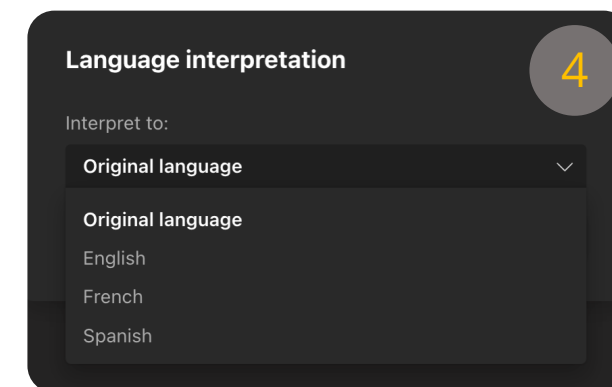 Language interpretation
4
Interpret to:
Original language
Original language
English
French
Spanish